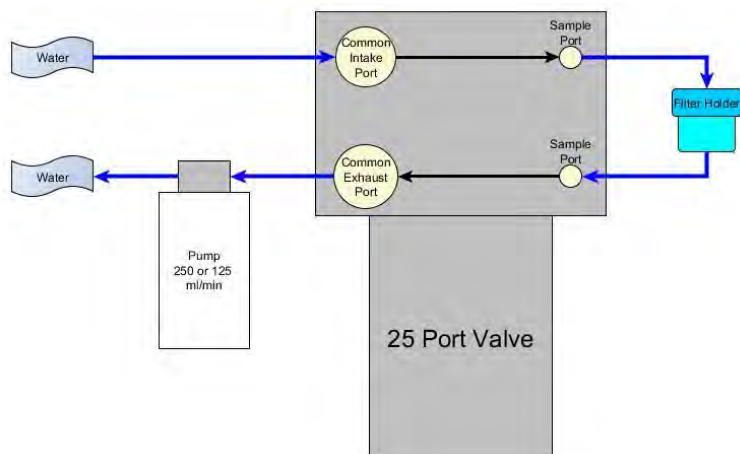 Water
Common
Intake
Port
Sample
Port
Filter Holder
Water
Common
Exhaust
Port
Sample
Port
Pump
250 or 125
ml/min
25 Port Valve